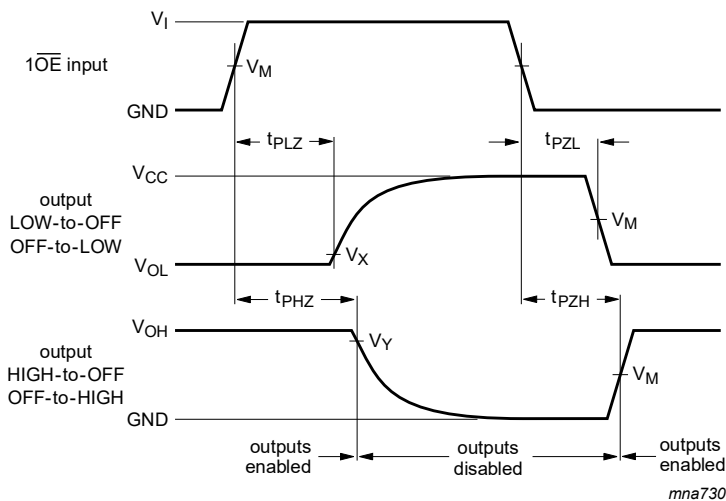 V_I
1O̅E̅ input
V_M
GND
t_PLZ
t_PZL
V_CC
output
LOW-to-OFF
OFF-to-LOW
V_M
V_X
V_OL
t_PHZ
t_PZH
V_OH
V_Y
output
HIGH-to-OFF
OFF-to-HIGH
V_M
GND
outputs
enabled
outputs
disabled
outputs
enabled
mna730